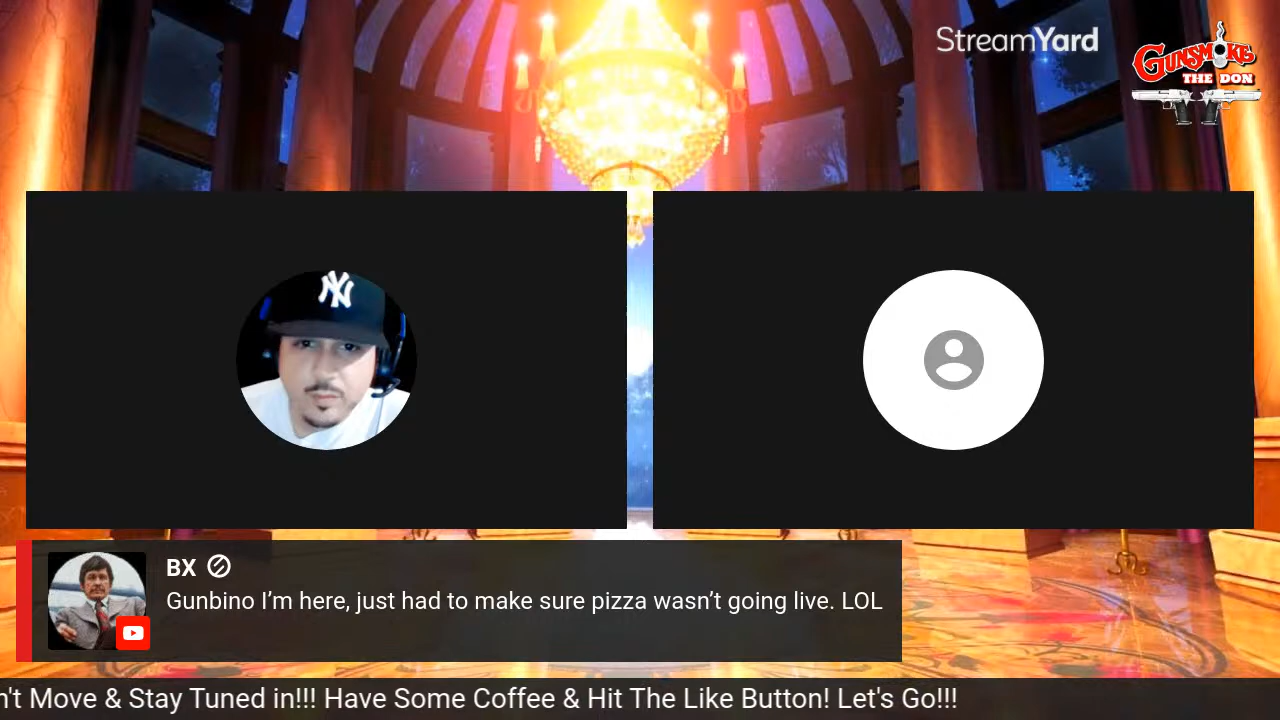 StreamYard
GUNSMOKE
THE DON
NY
BX
Gunbino I’m here, just had to make sure pizza wasn’t going live. LOL
n't Move & Stay Tuned in!!! Have Some Coffee & Hit The Like Button! Let's Go!!!